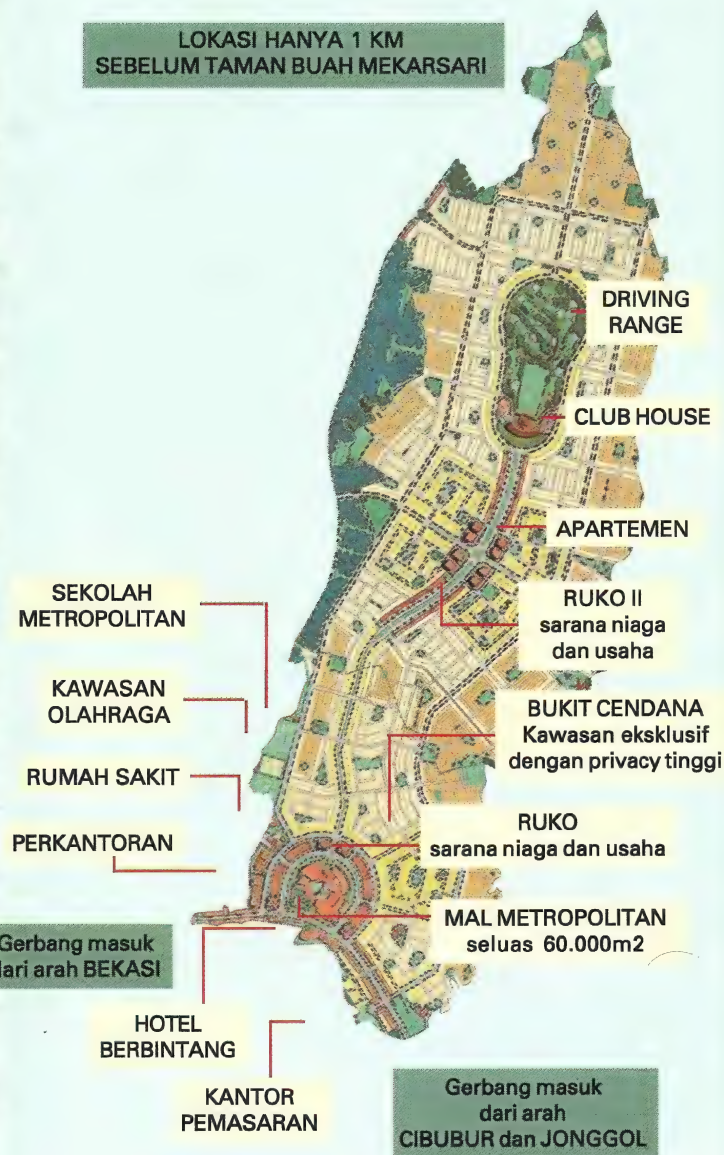 LOKASI HANYA 1 KM
SEBELUM TAMAN BUAH MEKARSARI
DRIVING
RANGE
CLUB HOUSE
APARTEMEN
RUKO II
sarana niaga
dan usaha
SEKOLAH
METROPOLITAN
KAWASAN
OLAHRAGA
BUKIT CENDANA
Kawasan eksklusif
dengan privacy tinggi
RUMAH SAKIT
RUKO
sarana niaga dan usaha
PERKANTORAN
MAL METROPOLITAN
seluas 60.000m2
Gerbang masuk
dari arah BEKASI
HOTEL
BERBINTANG
KANTOR
PEMASARAN
Gerbang masuk
dari arah
CIBUBUR dan JONGGOL